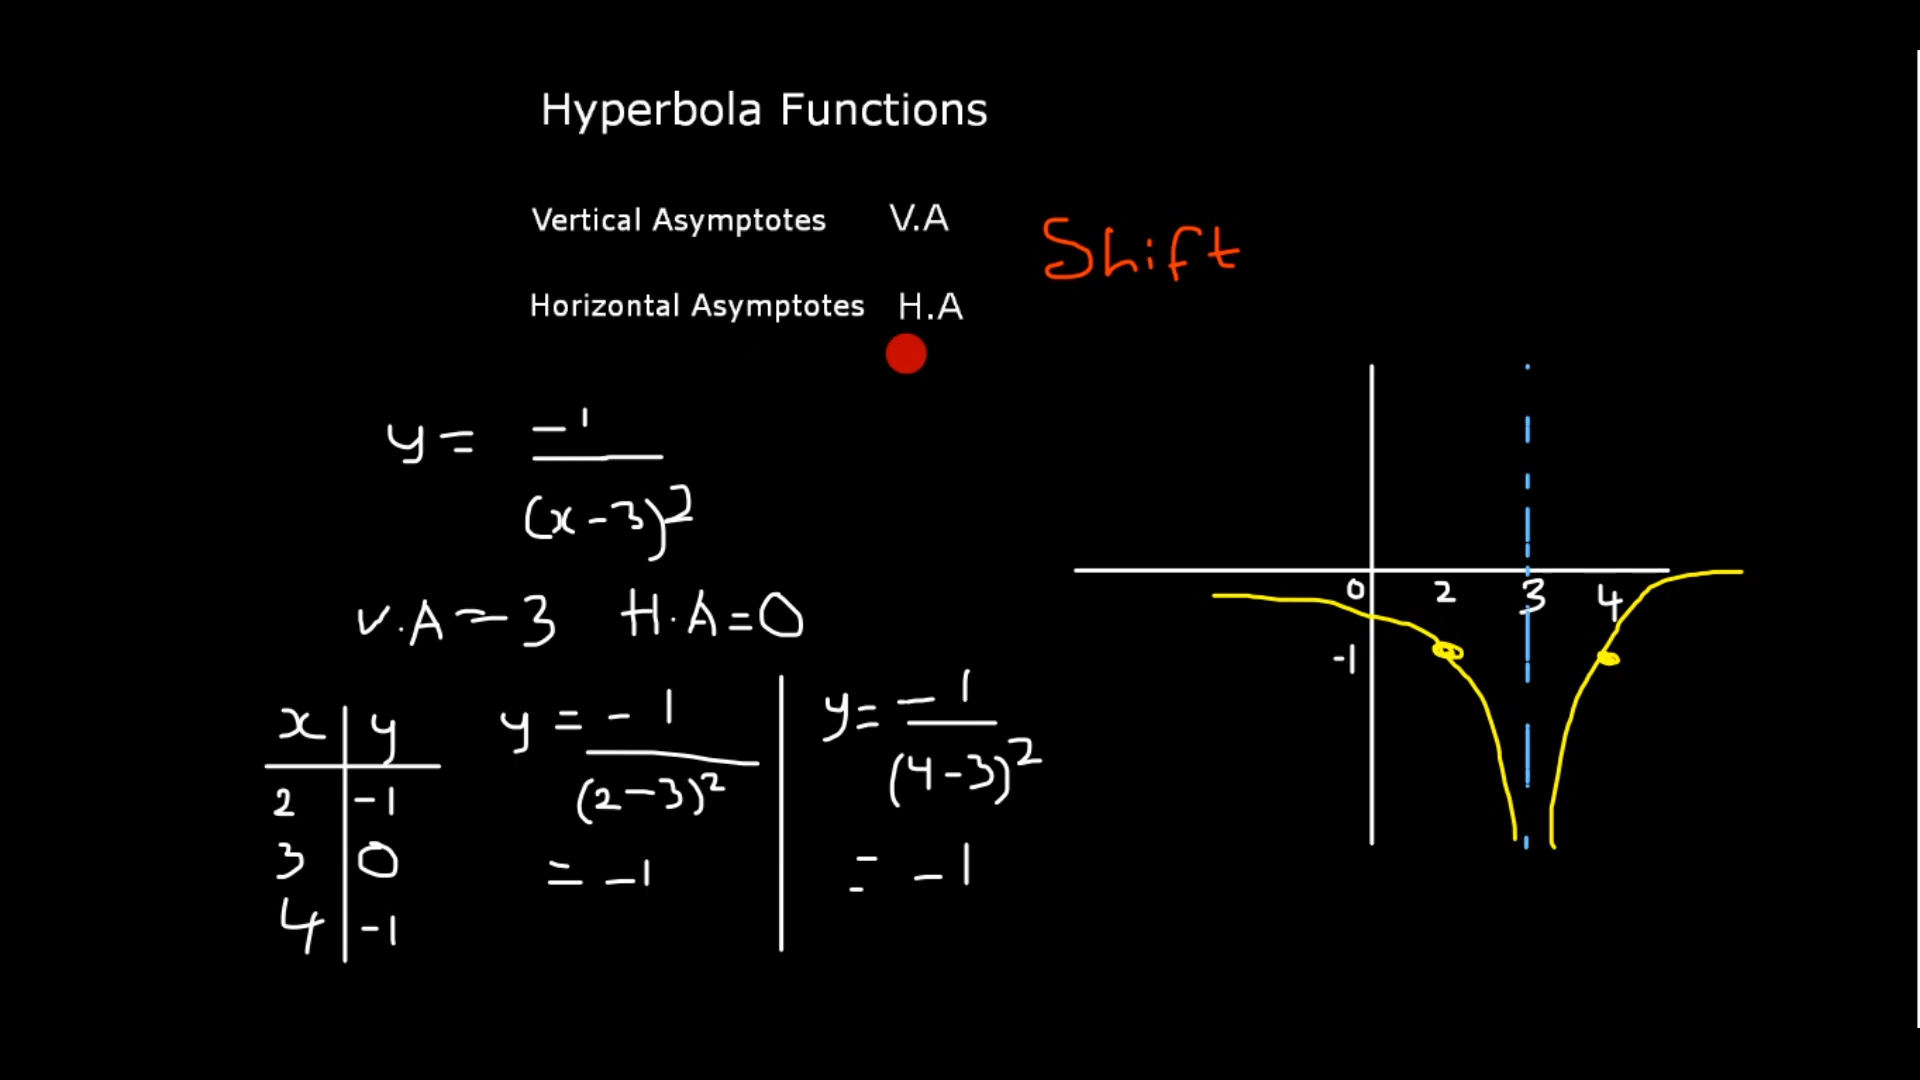 Hyperbola Functions
Vertical Asymptotes V.A
Shift
Horizontal Asymptotes H.A
y = -1
(x-3)²
V.A = 3 H.A = 0
x y
2 -1
3 0
4 -1
y = -1
(2-3)²
= -1
y = -1
(4-3)²
= -1
0 2 3 4
-1